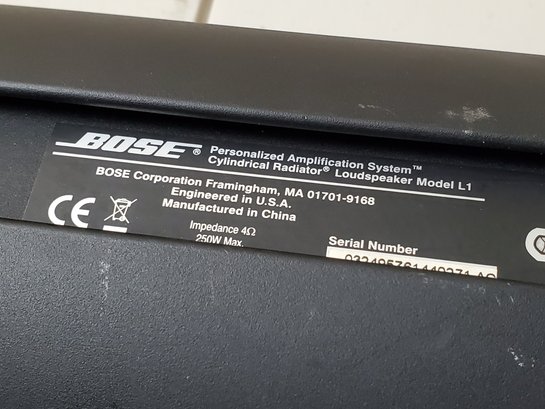 BOSE® Personalized Amplification System™
Cylindrical Radiator® Loudspeaker Model L1
BOSE Corporation Framingham, MA 01701-9168
Engineered in U.S.A.
Manufactured in China
CE
Impedance 4Ω
250W Max.
Serial Number